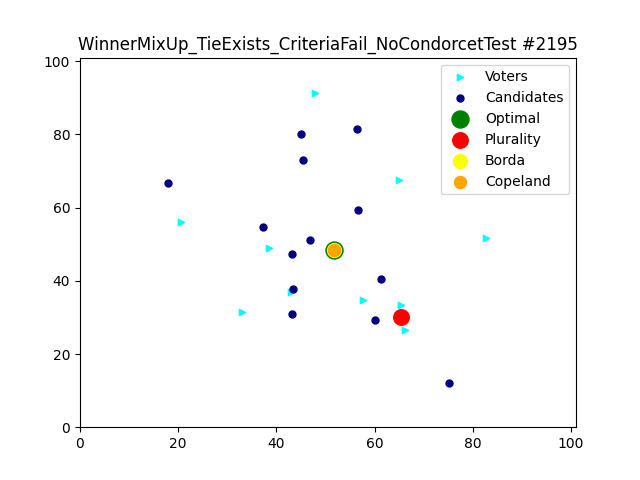 WinnerMixUp_TieExists_CriteriaFail_NoCondorcetTest #2195
100
80
60
40
20
0
0 20 40 60 80 100
Voters
Candidates
Optimal
Plurality
Borda
Copeland